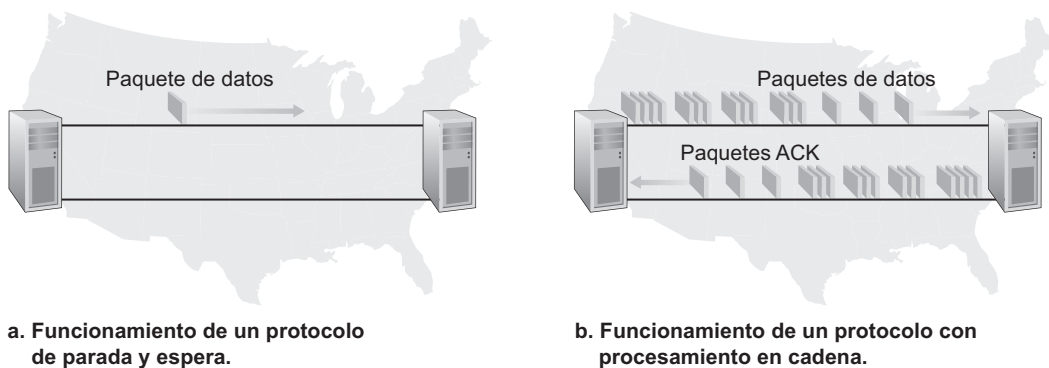 Paquete de datos
a. Funcionamiento de un protocolo
de parada y espera.
Paquetes de datos
Paquetes ACK
b. Funcionamiento de un protocolo con
procesamiento en cadena.